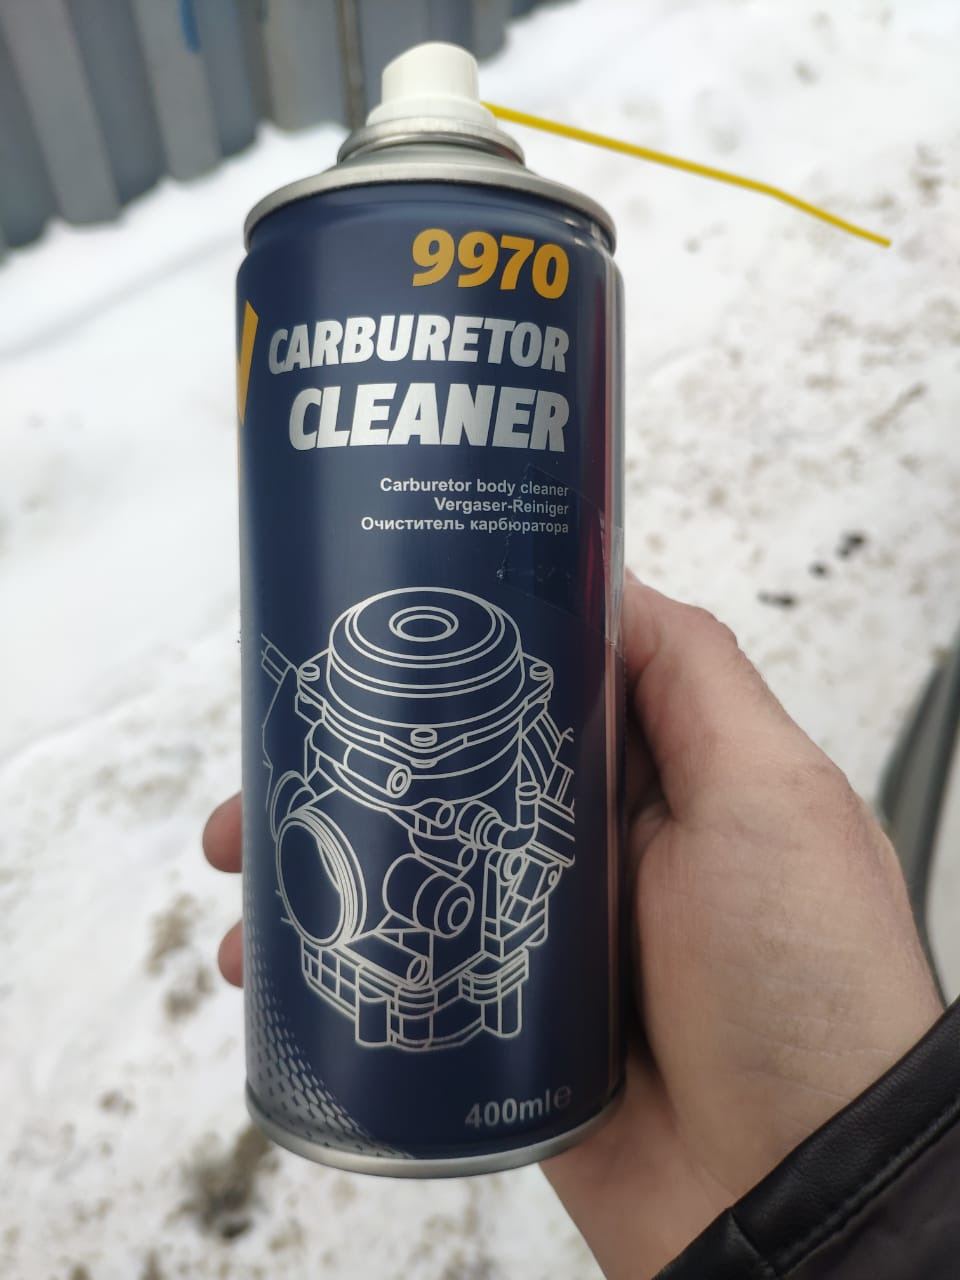 9970
CARBURETOR
CLEANER
Carburetor body cleaner
Vergaser-Reiniger
Очиститель карбюратора
400ml℮